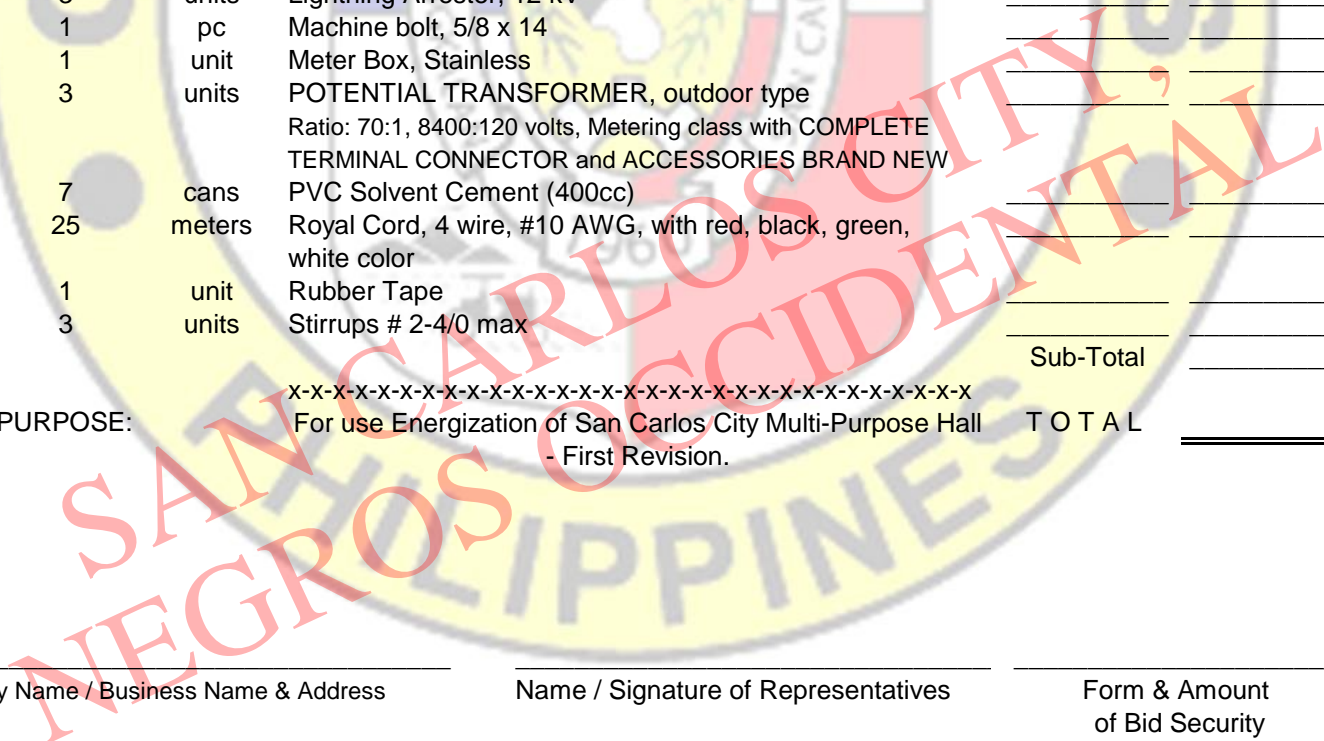 units Lightning Arrester, 12 kV
1 pc Machine bolt, 5/8 x 14
1 unit Meter Box, Stainless
3 units POTENTIAL TRANSFORMER, outdoor type
Ratio: 70:1, 8400:120 volts, Metering class with COMPLETE
TERMINAL CONNECTOR and ACCESSORIES BRAND NEW
7 cans PVC Solvent Cement (400cc)
25 meters Royal Cord, 4 wire, #10 AWG, with red, black, green,
white color
1 unit Rubber Tape
3 units Stirrups # 2-4/0 max
Sub-Total
x-x-x-x-x-x-x-x-x-x-x-x-x-x-x-x-x-x-x-x-x-x-x-x-x-x-x-x-x-x-x
PURPOSE: For use Energization of San Carlos City Multi-Purpose Hall T O T A L
- First Revision.
SAN CARLOS CITY,
NEGROS OCCIDENTAL
PHILIPPINES
y Name / Business Name & Address Name / Signature of Representatives Form & Amount
of Bid Security